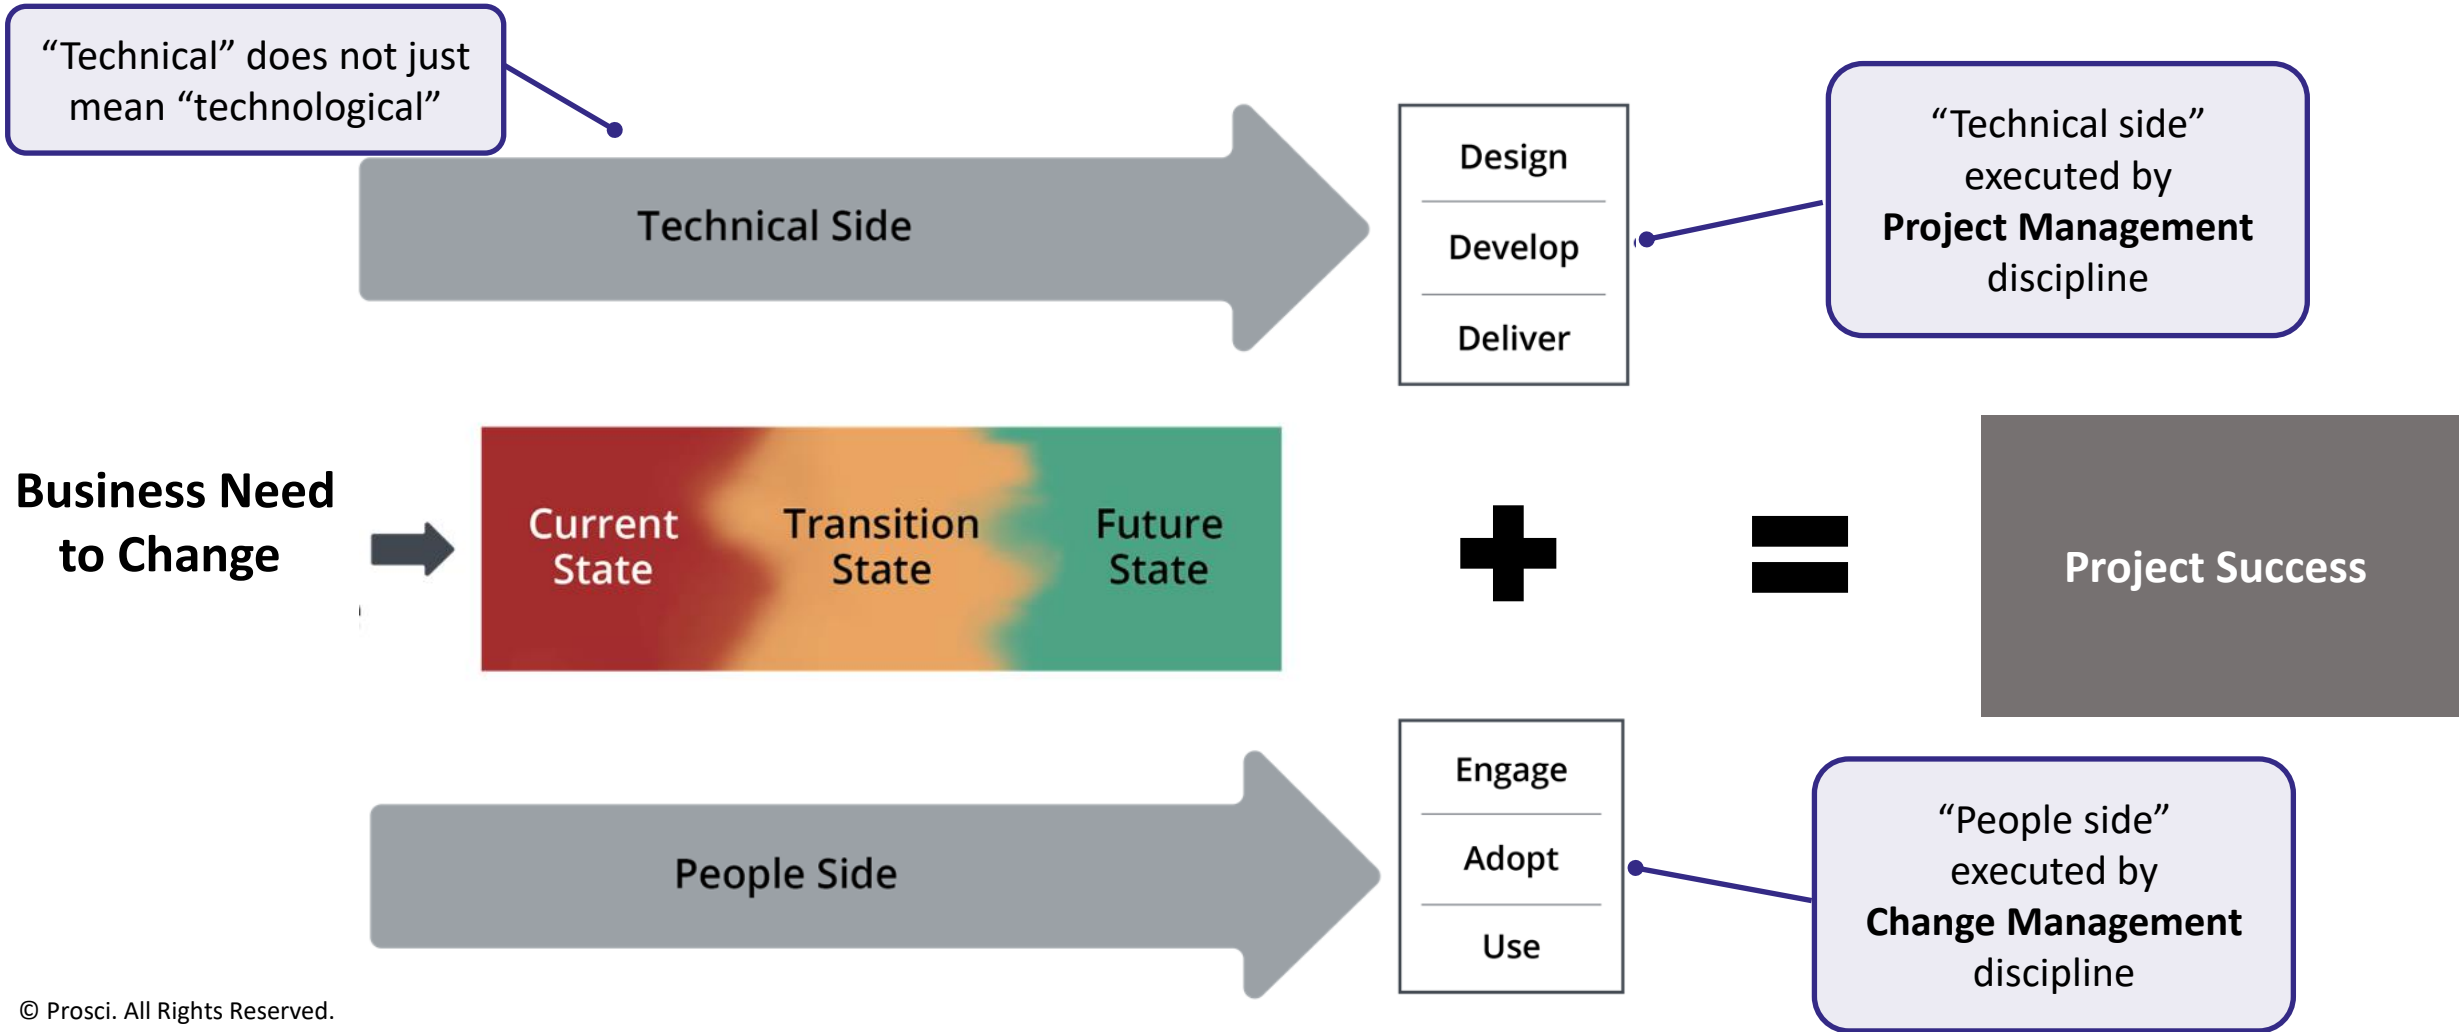 “Technical” does not just
mean “technological”
Technical Side
Design
Develop
Deliver
“Technical side”
executed by
Project Management
discipline
Business Need
to Change
Current
State
Transition
State
Future
State
Project Success
People Side
Engage
Adopt
Use
“People side”
executed by
Change Management
discipline
© Prosci. All Rights Reserved.